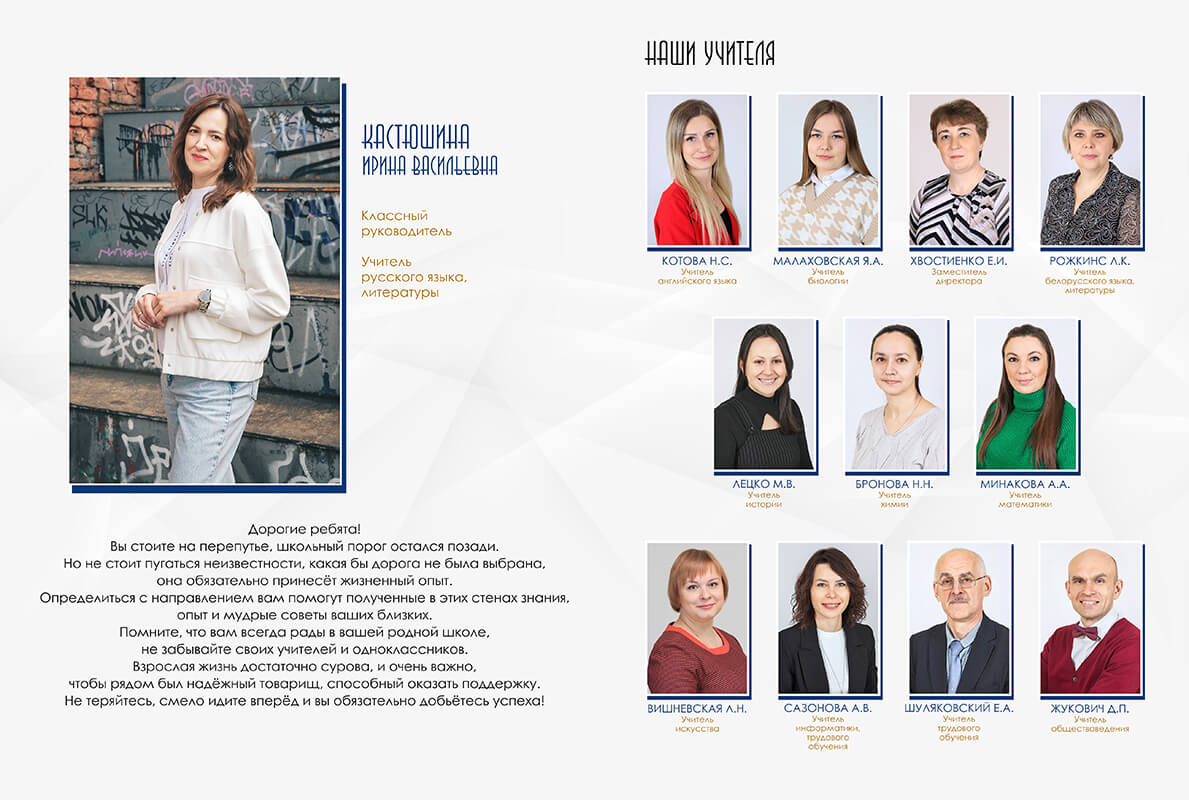 КАСТЮШИНА
ИРИНА ВАСИЛЬЕВНА
Классный
руководитель
Учитель
русского языка,
литературы
Дорогие ребята!
Вы стоите на перепутье, школьный порог остался позади.
Но не стоит пугаться неизвестности, какая бы дорога не была выбрана,
она обязательно принесёт жизненный опыт.
Определиться с направлением вам помогут полученные в этих стенах знания,
опыт и мудрые советы ваших близких.
Помните, что вам всегда рады в вашей родной школе,
не забывайте своих учителей и одноклассников.
Взрослая жизнь достаточно сурова, и очень важно,
чтобы рядом был надёжный товарищ, способный оказать поддержку.
Не теряйтесь, смело идите вперёд и вы обязательно добьётесь успеха!
НАШИ УЧИТЕЛЯ
КОТОВА Н.С.
Учитель
английского языка
МАЛАХОВСКАЯ Я.А.
Учитель
биологии
ХВОСТИЕНКО Е.И.
Заместитель
директора
РОЖКИНС Л.К.
Учитель
белорусского языка,
литературы
ЛЕЦКО М.В.
Учитель
истории
БРОНОВА Н.Н.
Учитель
химии
МИНАКОВА А.А.
Учитель
математики
ВИШНЕВСКАЯ Л.Н.
Учитель
искусства
САЗОНОВА А.В.
Учитель
информатики,
трудового
обучения
ШУЛЯКОВСКИЙ Е.А.
Учитель
трудового
обучения
ЖУКОВИЧ Д.П.
Учитель
обществоведения